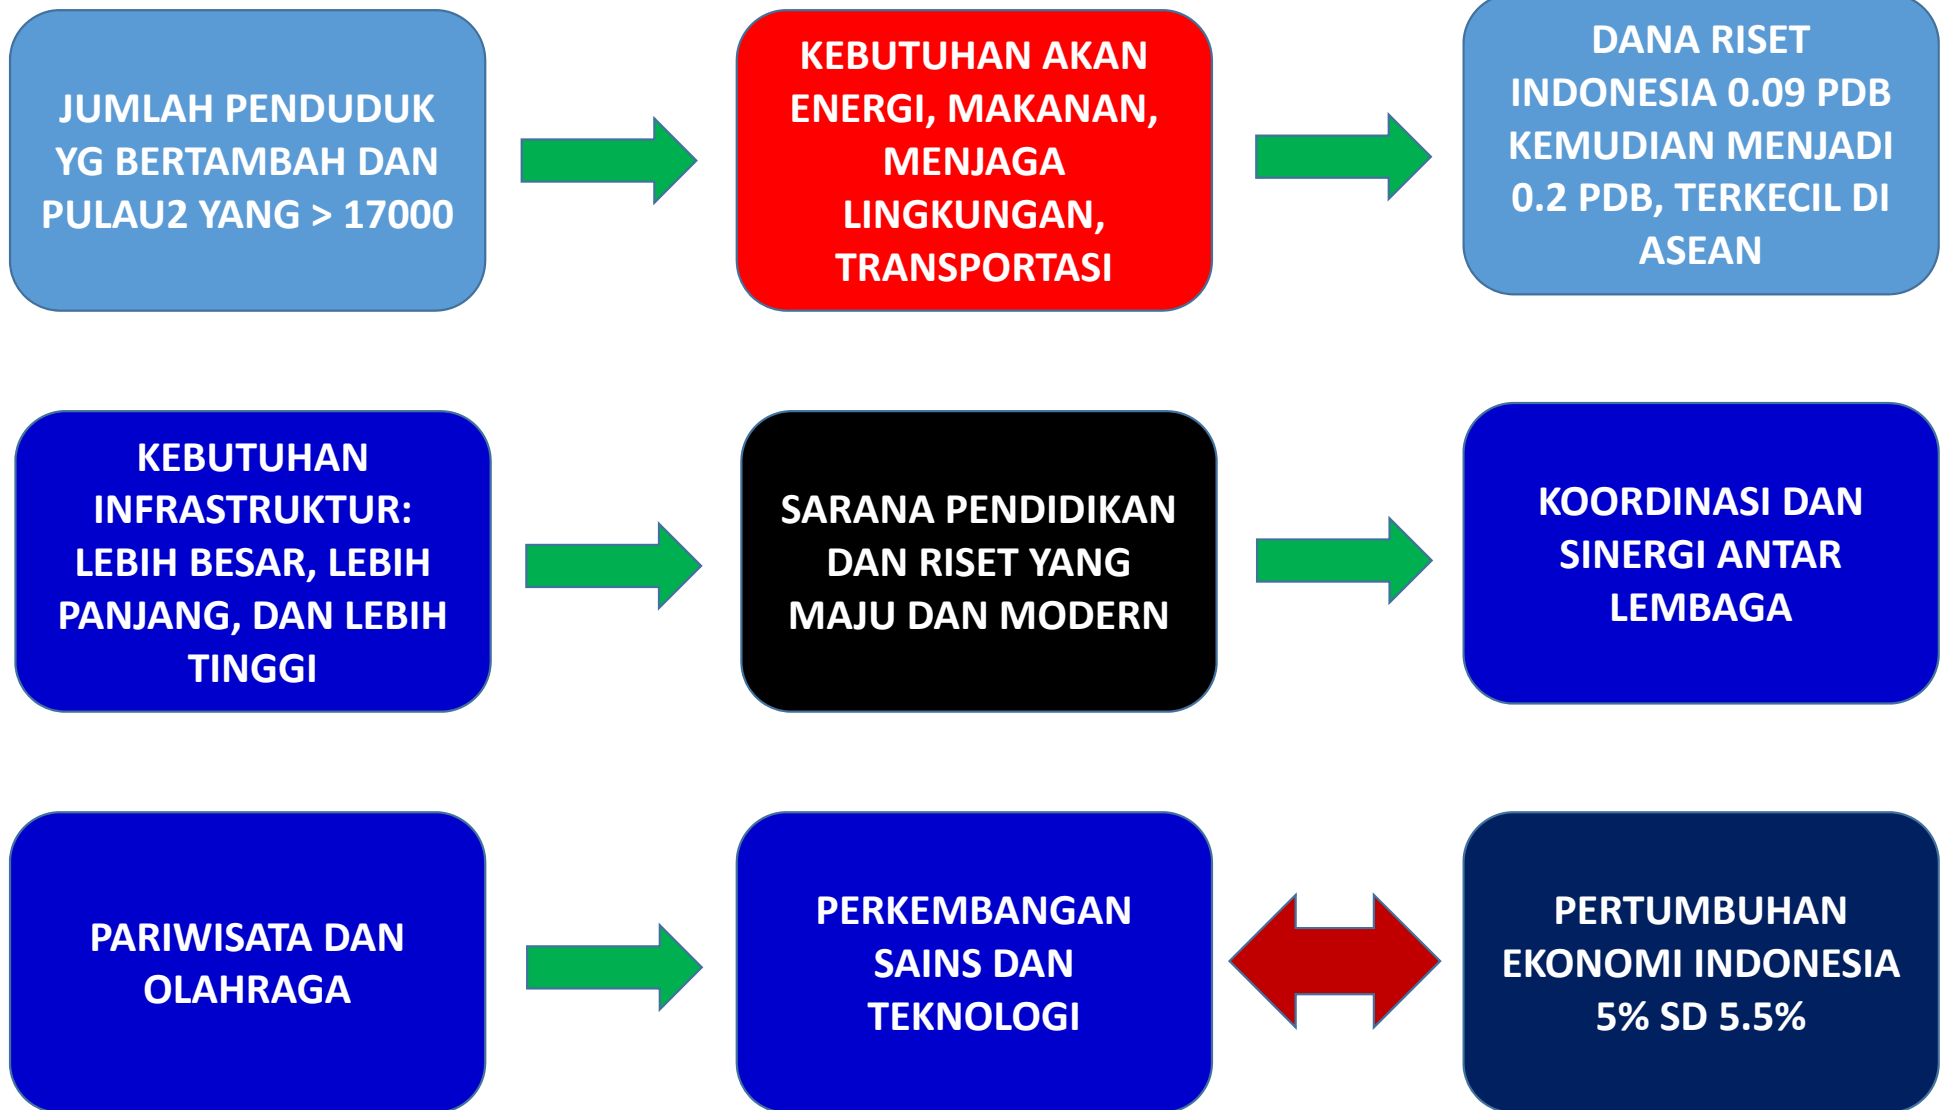 JUMLAH PENDUDUK
YG BERTAMBAH DAN
PULAU2 YANG > 17000
KEBUTUHAN AKAN
ENERGI, MAKANAN,
MENJAGA
LINGKUNGAN,
TRANSPORTASI
DANA RISET
INDONESIA 0.09 PDB
KEMUDIAN MENJADI
0.2 PDB, TERKECIL DI
ASEAN
KEBUTUHAN
INFRASTRUKTUR:
LEBIH BESAR, LEBIH
PANJANG, DAN LEBIH
TINGGI
SARANA PENDIDIKAN
DAN RISET YANG
MAJU DAN MODERN
KOORDINASI DAN
SINERGI ANTAR
LEMBAGA
PARIWISATA DAN
OLAHRAGA
PERKEMBANGAN
SAINS DAN
TEKNOLOGI
PERTUMBUHAN
EKONOMI INDONESIA
5% SD 5.5%